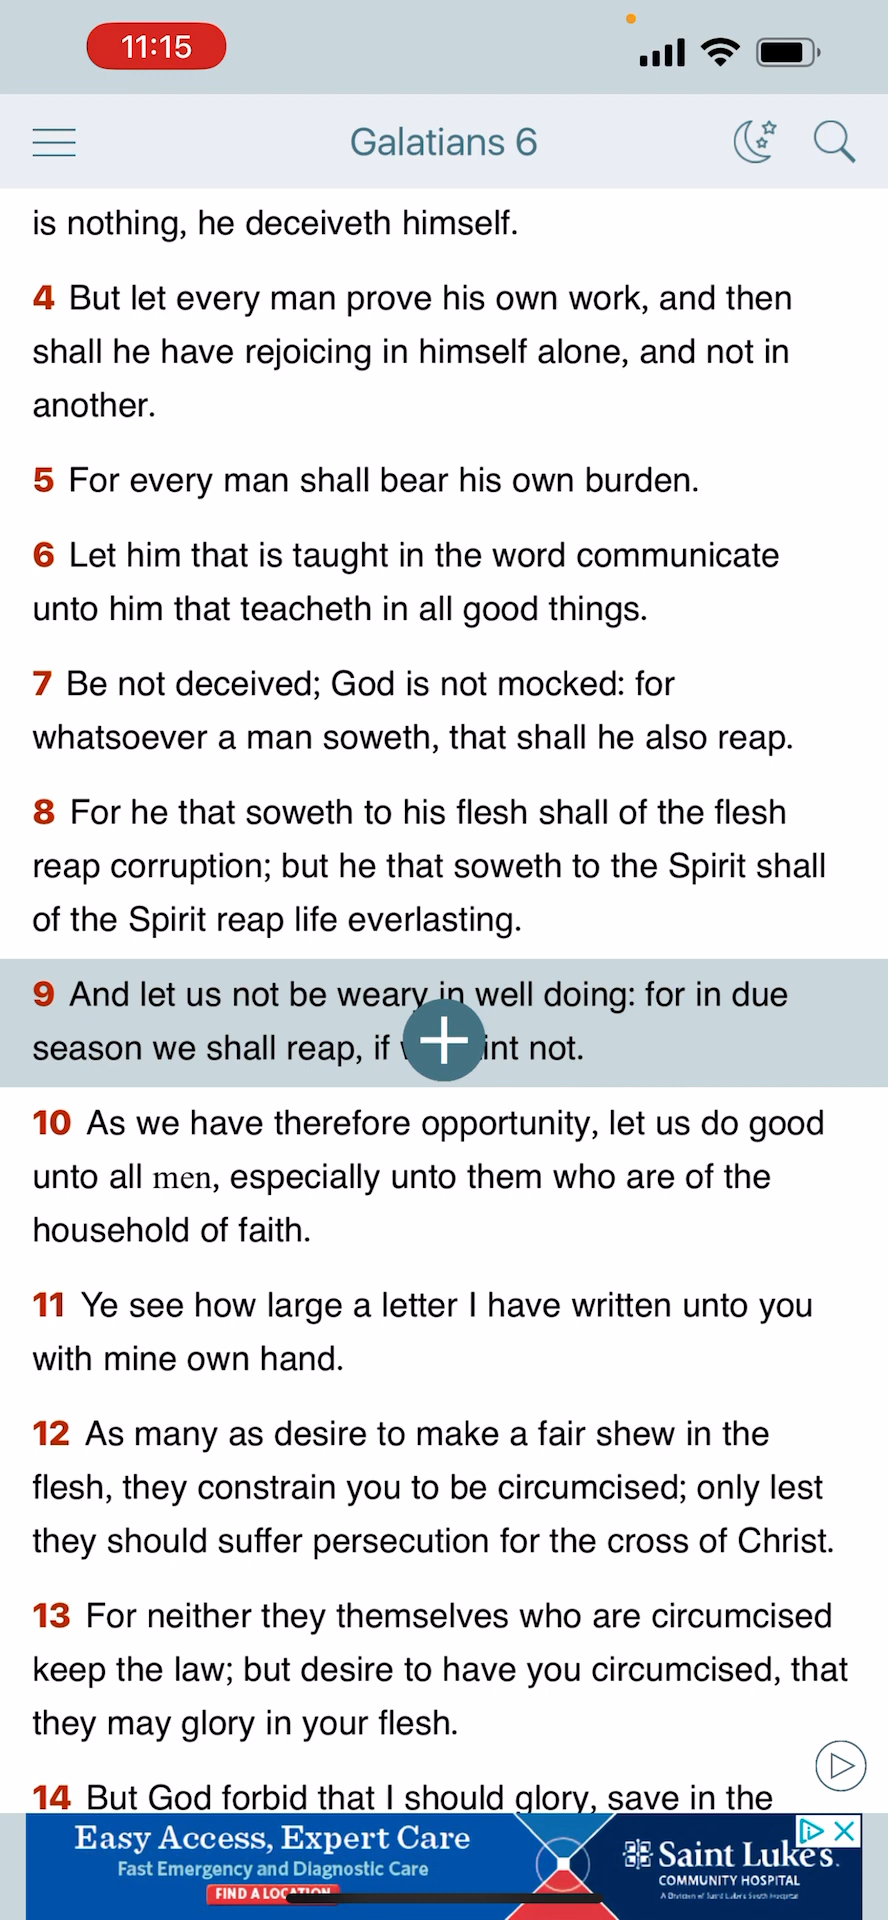 11:15
Galatians 6
is nothing, he deceiveth himself.
4 But let every man prove his own work, and then
shall he have rejoicing in himself alone, and not in
another.
5 For every man shall bear his own burden.
6 Let him that is taught in the word communicate
unto him that teacheth in all good things.
7 Be not deceived; God is not mocked: for
whatsoever a man soweth, that shall he also reap.
8 For he that soweth to his flesh shall of the flesh
reap corruption; but he that soweth to the Spirit shall
of the Spirit reap life everlasting.
9 And let us not be weary in well doing: for in due
season we shall reap, if not.
10 As we have therefore opportunity, let us do good
unto all men, especially unto them who are of the
household of faith.
11 Ye see how large a letter I have written unto you
with mine own hand.
12 As many as desire to make a fair shew in the
flesh, they constrain you to be circumcised; only lest
they should suffer persecution for the cross of Christ.
13 For neither they themselves who are circumcised
keep the law; but desire to have you circumcised, that
they may glory in your flesh.
14 But God forbid that I should glory, save in the
Easy Access, Expert Care
Fast Emergency and Diagnostic Care
FIND A LOCATION
Saint Luke's.
COMMUNITY HOSPITAL
A Division of Saint Luke's South Hospital